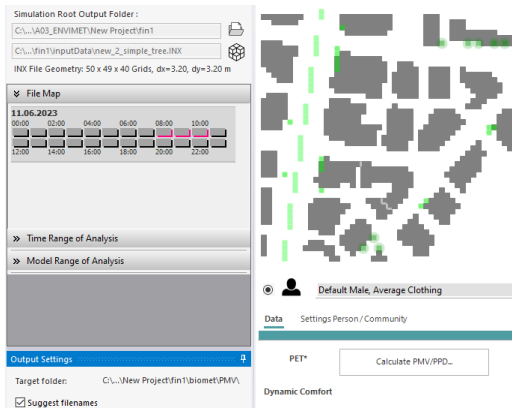 Simulation Root Output Folder :
C:\...\A03_ENVIMET\New Project\fin1
C:\...\fin1\inputData\new_2_simple_tree.INX
INX File Geometry: 50 x 49 x 40 Grids, dx=3.20, dy=3.20 m
File Map
11.06.2023
00:00 02:00 04:00 06:00 08:00 10:00
12:00 14:00 16:00 18:00 20:00 22:00
Time Range of Analysis
Model Range of Analysis
Output Settings
Target folder: C:\...\New Project\fin1\biomet\PMV\
Suggest filenames
Default Male, Average Clothing
Data Settings Person / Community
PET* Calculate PMV/PPD...
Dynamic Comfort